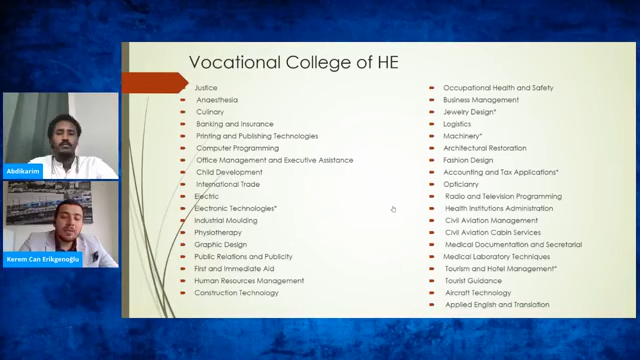 Vocational College of HE
Justice
Anaesthesia
Culinary
Banking and Insurance
Printing and Publishing Technologies
Computer Programming
Office Management and Executive Assistance
Child Development
International Trade
Electric
Electronic Technologies*
Industrial Moulding
Physiotherapy
Graphic Design
Public Relations and Publicity
First and Immediate Aid
Human Resources Management
Construction Technology
Occupational Health and Safety
Business Management
Jewelry Design*
Logistics
Machinery*
Architectural Restoration
Fashion Design
Accounting and Tax Applications*
Opticianry
Radio and Television Programming
Health Institutions Administration
Civil Aviation Management
Civil Aviation Cabin Services
Medical Documentation and Secretarial
Medical Laboratory Techniques
Tourism and Hotel Management*
Tourist Guidance
Aircraft Technology
Applied English and Translation
Abdikarim
Kerem Can Erikgenoğlu